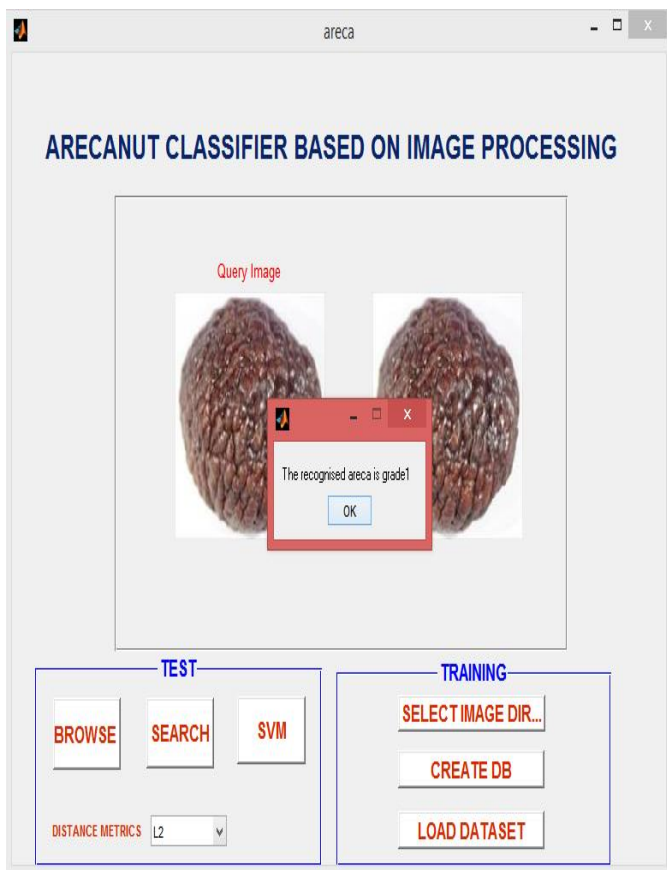 areca
ARECANUT CLASSIFIER BASED ON IMAGE PROCESSING
Query Image
The recognised areca is grade1
OK
TEST
BROWSE
SEARCH
SVM
DISTANCE METRICS
L2
TRAINING
SELECT IMAGE DIR...
CREATE DB
LOAD DATASET